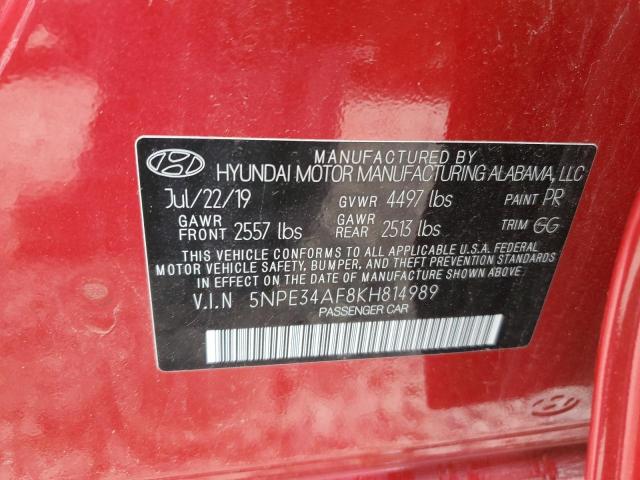 MANUFACTURED BY
HYUNDAI MOTOR MANUFACTURING ALABAMA, LLC
Jul/22/19 GVWR 4497 lbs PAINT PR
GAWR FRONT 2557 lbs GAWR REAR 2513 lbs TRIM GG
THIS VEHICLE CONFORMS TO ALL APPLICABLE U.S.A. FEDERAL
MOTOR VEHICLE SAFETY, BUMPER, AND THEFT PREVENTION STANDARDS
IN EFFECT ON THE DATE OF MANUFACTURE SHOWN ABOVE.
V.I.N 5NPE34AF8KH814989
PASSENGER CAR